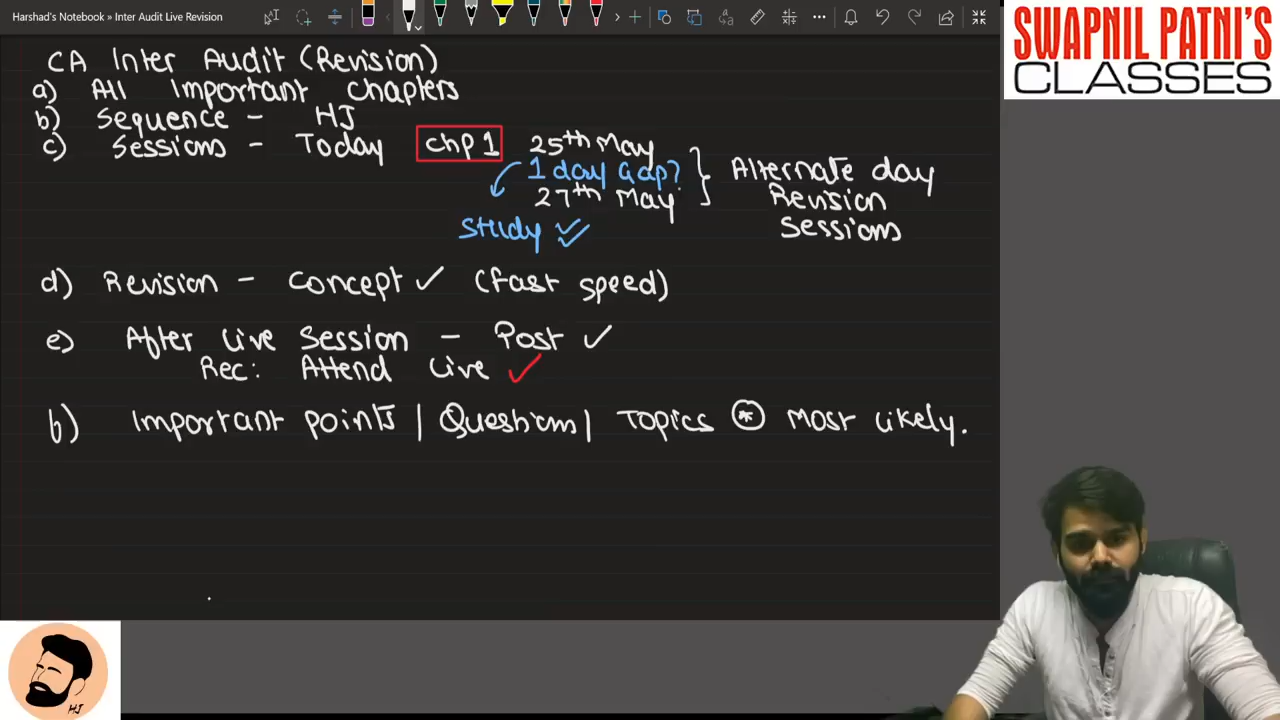 Harshad's Notebook » Inter Audit Live Revision
SWAPNIL PATNI'S
CLASSES
CA Inter Audit (Revision)
a) All Important Chapters
b) Sequence - HJ
c) Sessions - Today Chp 1 25th May
1 day Gap?
27th May
Alternate day
Revision
Sessions
Study
d) Revision - Concept ✓ (fast speed)
e) After Live Session - Post ✓
Rec: Attend Live ✓
b) Important points | Questions | Topics * Most likely.
HJ